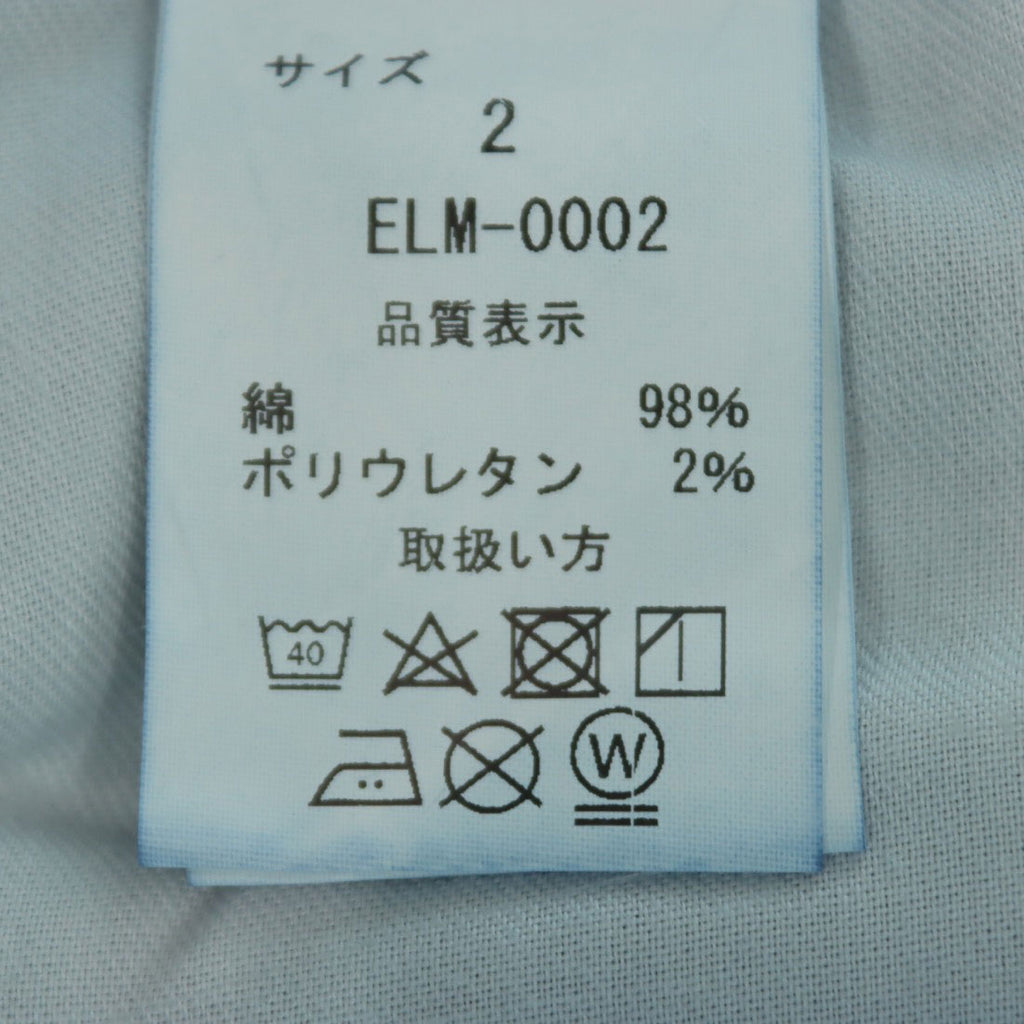 サイズ
2
ELM-0002
品質表示
綿 98%
ポリウレタン 2%
取扱い方
40
W